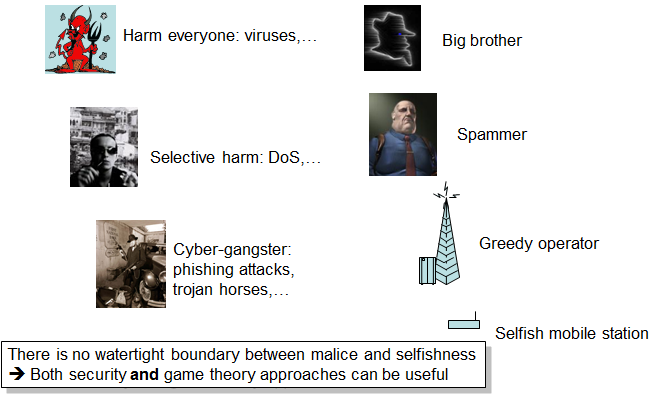 Harm everyone: viruses,…
Big brother
Selective harm: DoS,…
Spammer
Cyber-gangster:
phishing attacks,
trojan horses,…
Greedy operator
Selfish mobile station
There is no watertight boundary between malice and selfishness
➔ Both security and game theory approaches can be useful